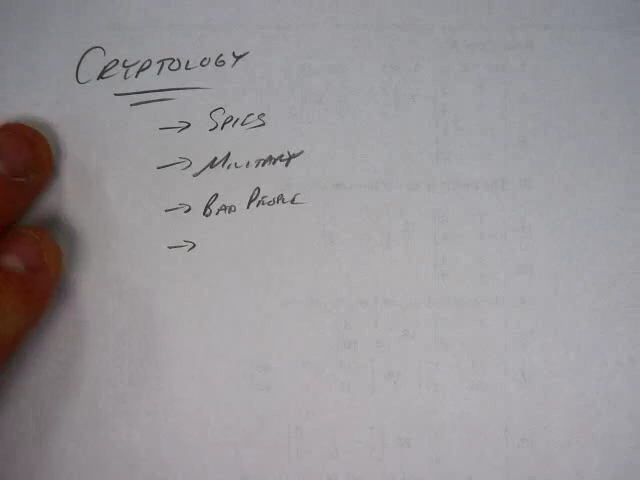 CRYPTOLOGY
→ SPIES
→ MILITARY
→ BAD PEOPLE
→